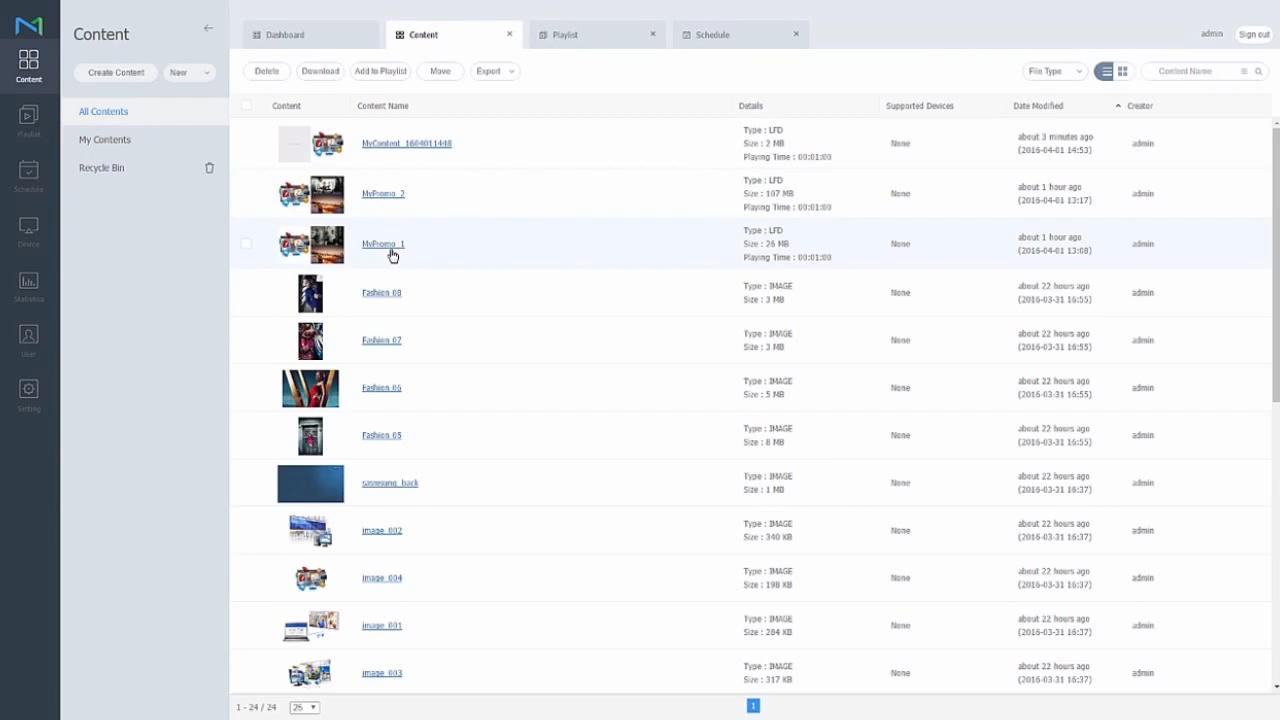 Content
Dashboard
Content
Playlist
Schedule
admin
Sign out
Content
Playlist
Schedule
Device
Statistics
User
Setting
Create Content
New
All Contents
My Contents
Recycle Bin
Delete
Download
Add to Playlist
Move
Export
File Type
Content Name
Content
Content Name
Details
Supported Devices
Date Modified
Creator
MyContent_1604011448
Type : LFD
Size : 2 MB
Playing Time : 00:01:00
None
about 3 minutes ago
(2016-04-01 14:53)
admin
MyPromo_2
Type : LFD
Size : 107 MB
Playing Time : 00:01:00
None
about 1 hour ago
(2016-04-01 13:17)
admin
MyPromo_1
Type : LFD
Size : 26 MB
Playing Time : 00:01:00
None
about 1 hour ago
(2016-04-01 13:08)
admin
Fashion_08
Type : IMAGE
Size : 3 MB
None
about 22 hours ago
(2016-03-31 16:55)
admin
Fashion_07
Type : IMAGE
Size : 3 MB
None
about 22 hours ago
(2016-03-31 16:55)
admin
Fashion_06
Type : IMAGE
Size : 5 MB
None
about 22 hours ago
(2016-03-31 16:55)
admin
Fashion_05
Type : IMAGE
Size : 8 MB
None
about 22 hours ago
(2016-03-31 16:55)
admin
sasmsung_back
Type : IMAGE
Size : 1 MB
None
about 22 hours ago
(2016-03-31 16:42)
admin
image_002
Type : IMAGE
Size : 340 KB
None
about 22 hours ago
(2016-03-31 16:37)
admin
image_004
Type : IMAGE
Size : 198 KB
None
about 22 hours ago
(2016-03-31 16:37)
admin
image_001
Type : IMAGE
Size : 284 KB
None
about 22 hours ago
(2016-03-31 16:37)
admin
image_003
Type : IMAGE
Size : 317 KB
None
about 22 hours ago
(2016-03-31 16:37)
admin
1 - 24 / 24
25
1